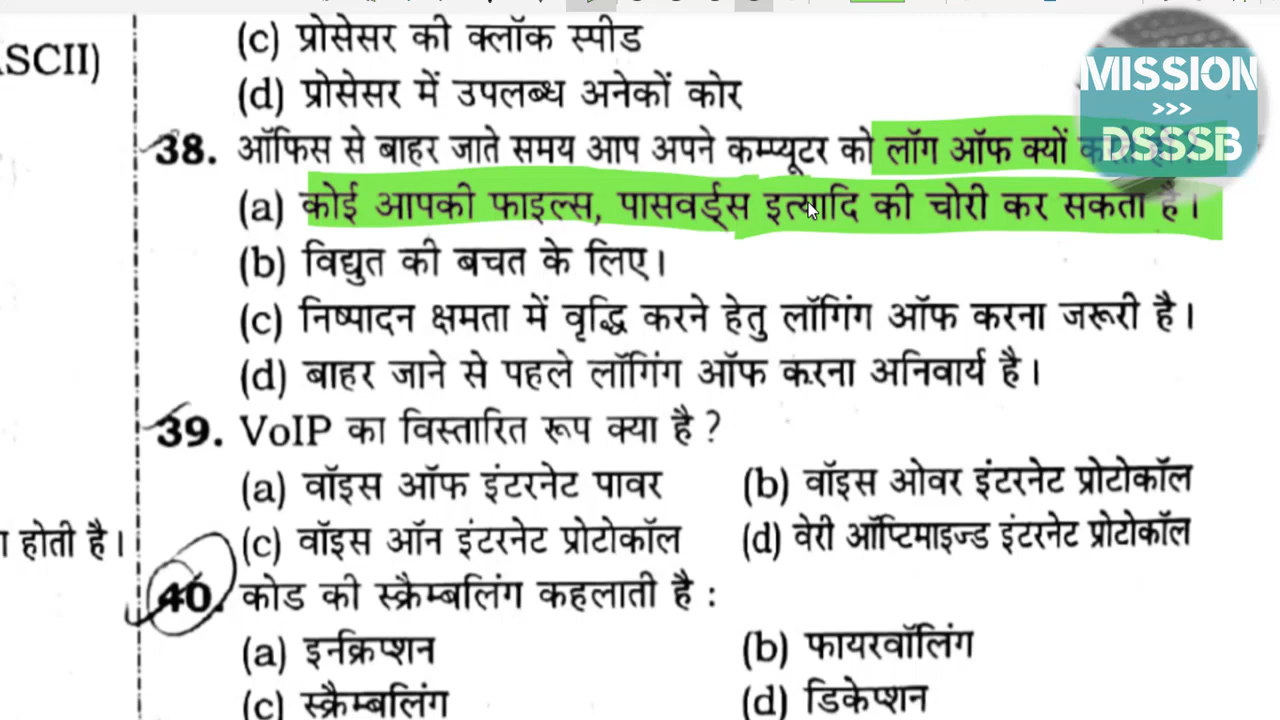 (c) प्रोसेसर की क्लॉक स्पीड
SCII)
(d) प्रोसेसर में उपलब्ध अनेकों कोर
MISSION
>>>
DSSSB
38. ऑफिस से बाहर जाते समय आप अपने कम्प्यूटर को लॉग ऑफ क्यों
(a) कोई आपकी फाइल्स, पासवर्ड्स इत्यादि की चोरी कर सकता है।
(b) विद्युत की बचत के लिए।
(c) निष्पादन क्षमता में वृद्धि करने हेतु लॉगिंग ऑफ करना जरूरी है।
(d) बाहर जाने से पहले लॉगिंग ऑफ करना अनिवार्य है।
39. VoIP का विस्तारित रूप क्या है ?
(a) वॉइस ऑफ इंटरनेट पावर (b) वॉइस ओवर इंटरनेट प्रोटोकॉल
(c) वॉइस ऑन इंटरनेट प्रोटोकॉल (d) वेरी ऑप्टिमाइज्ड इंटरनेट प्रोटोकॉल
होती है।
40. कोड की स्क्रैम्बलिंग कहलाती है :
(a) इनक्रिप्शन (b) फायरवॉलिंग
(c) स्क्रैम्बलिंग (d) डिकेप्शन